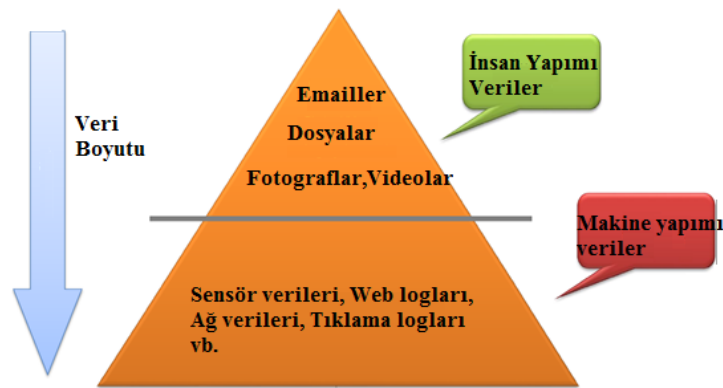 Veri
Boyutu
Emailler
Dosyalar
Fotograflar,Videolar
İnsan Yapımı
Veriler
Makine yapımı
veriler
Sensör verileri, Web logları,
Ağ verileri, Tıklama logları
vb.